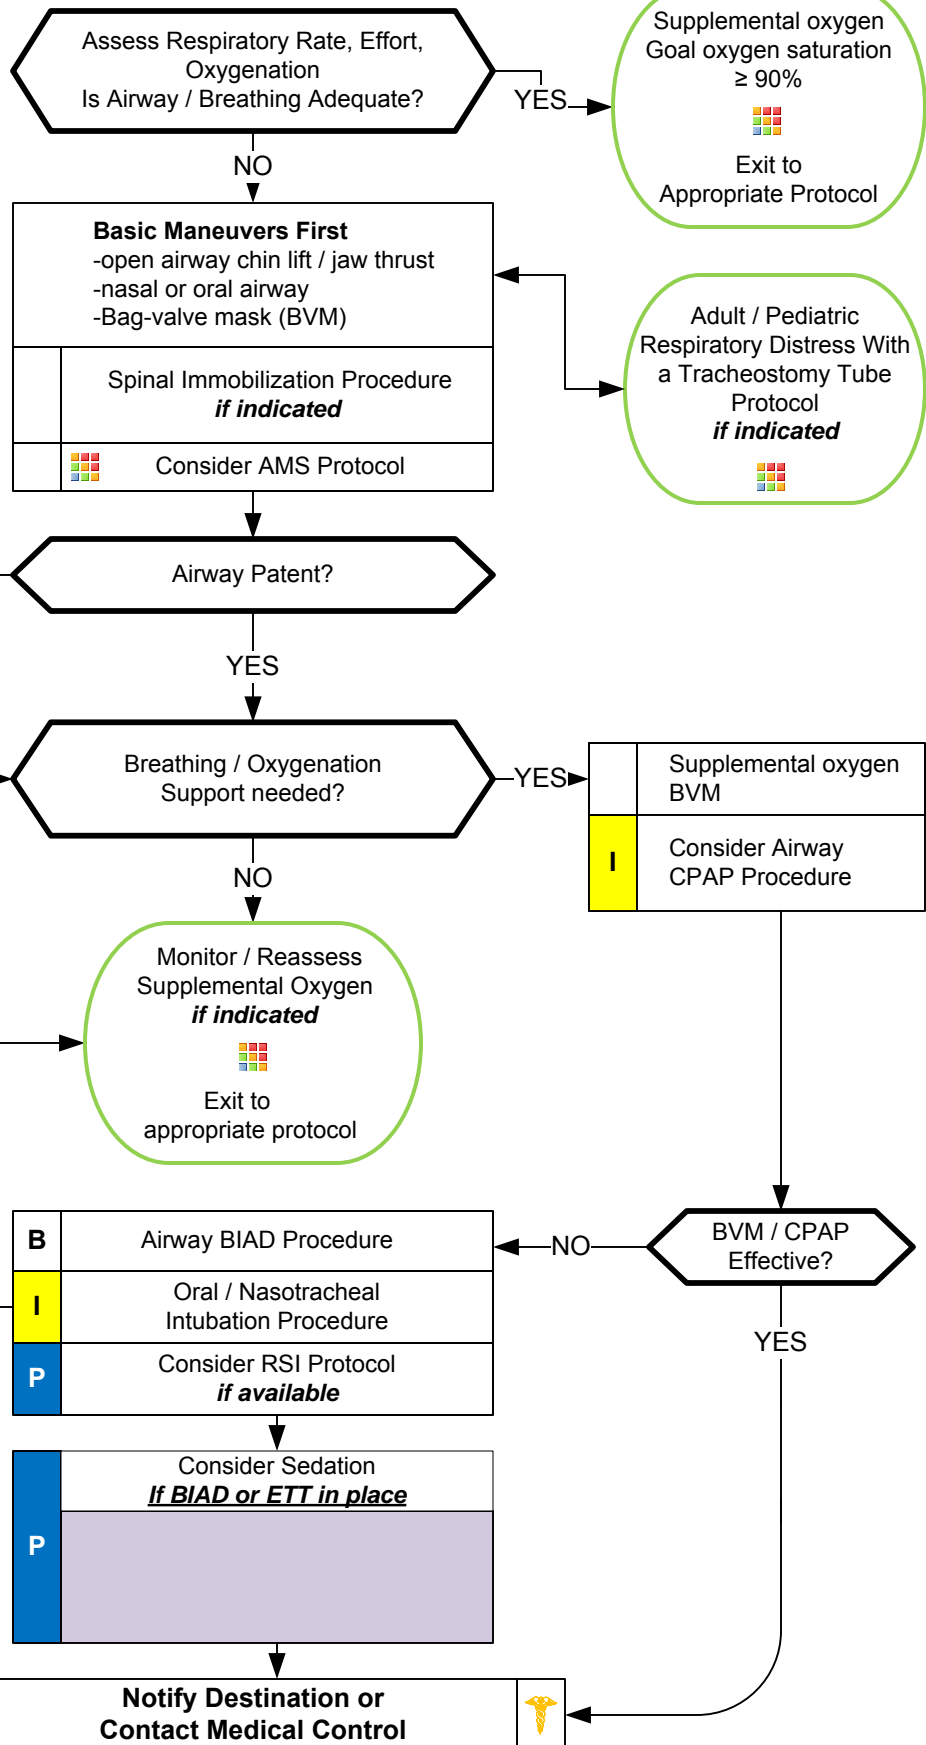 Assess Respiratory Rate, Effort,
Oxygenation
Is Airway / Breathing Adequate?
YES
Supplemental oxygen
Goal oxygen saturation
≥ 90%
Exit to
Appropriate Protocol
NO
Basic Maneuvers First
-open airway chin lift / jaw thrust
-nasal or oral airway
-Bag-valve mask (BVM)
Spinal Immobilization Procedure
if indicated
Consider AMS Protocol
Adult / Pediatric
Respiratory Distress With
a Tracheostomy Tube
Protocol
if indicated
Airway Patent?
YES
Breathing / Oxygenation
Support needed?
YES
Supplemental oxygen
BVM
I
Consider Airway
CPAP Procedure
NO
Monitor / Reassess
Supplemental Oxygen
if indicated
Exit to
appropriate protocol
BVM / CPAP
Effective?
NO
YES
B
Airway BIAD Procedure
I
Oral / Nasotracheal
Intubation Procedure
P
Consider RSI Protocol
if available
P
Consider Sedation
If BIAD or ETT in place
Notify Destination or
Contact Medical Control